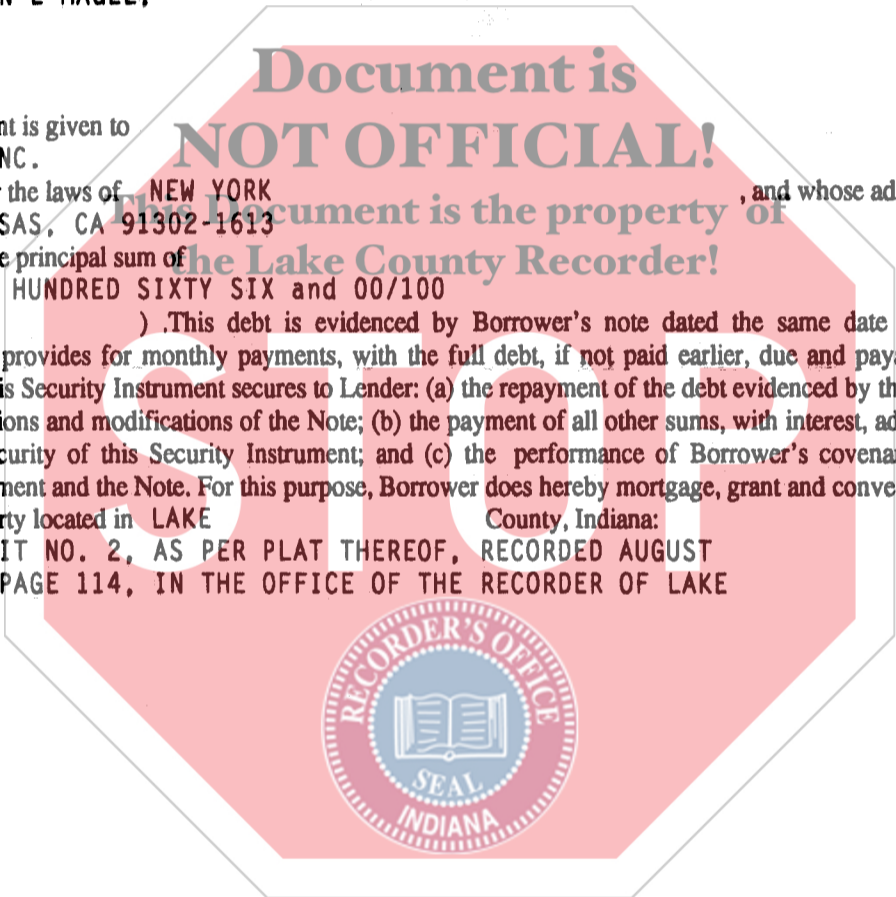 Document is
NOT OFFICIAL!
This Document is the property of
the Lake County Recorder!
nt is given to
NC.
the laws of NEW YORK , and whose ad
SAS, CA 91302-1613
e principal sum of
HUNDRED SIXTY SIX and 00/100
) .This debt is evidenced by Borrower's note dated the same date
provides for monthly payments, with the full debt, if not paid earlier, due and pay
is Security Instrument secures to Lender: (a) the repayment of the debt evidenced by th
ions and modifications of the Note; (b) the payment of all other sums, with interest, ad
curity of this Security Instrument; and (c) the performance of Borrower's covena
ment and the Note. For this purpose, Borrower does hereby mortgage, grant and conve
rty located in LAKE County, Indiana:
IT NO. 2, AS PER PLAT THEREOF, RECORDED AUGUST
PAGE 114, IN THE OFFICE OF THE RECORDER OF LAKE
STOP
RECORDER'S OFFICE
SEAL
INDIANA